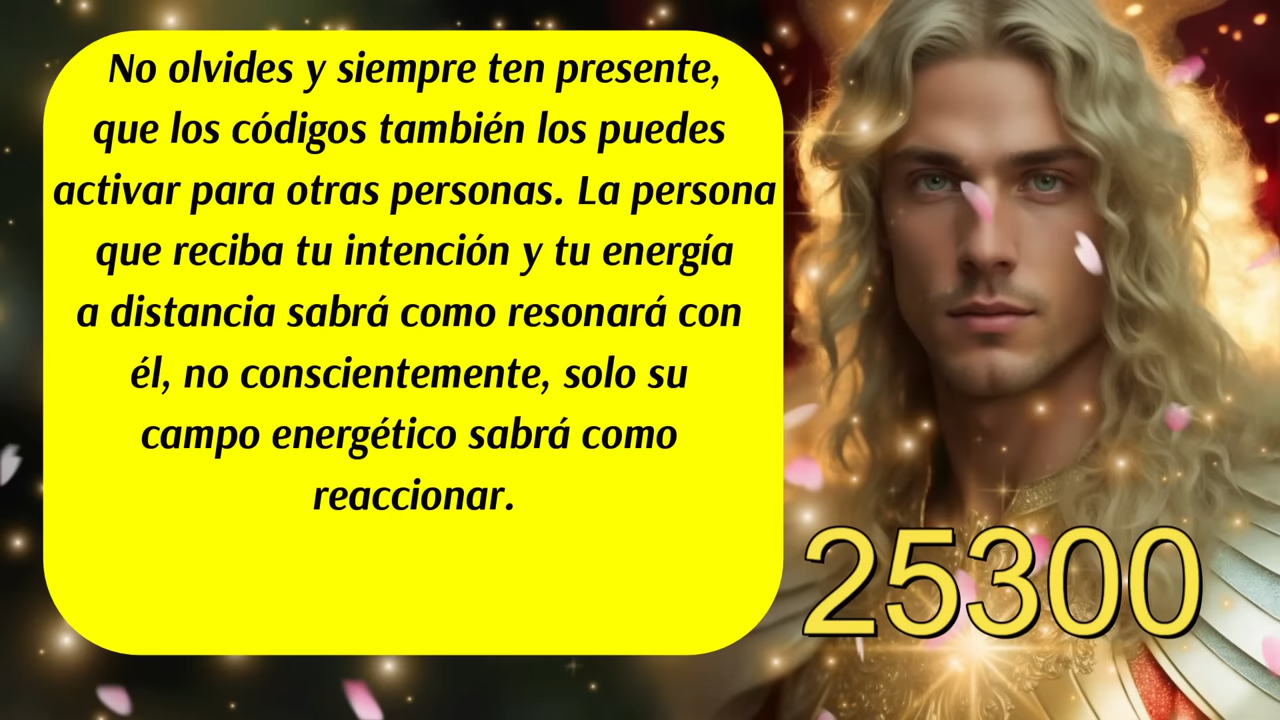 No olvides y siempre ten presente,
que los códigos también los puedes
activar para otras personas. La persona
que reciba tu intención y tu energía
a distancia sabrá como resonará con
él, no conscientemente, solo su
campo energético sabrá como
reaccionar.
25300